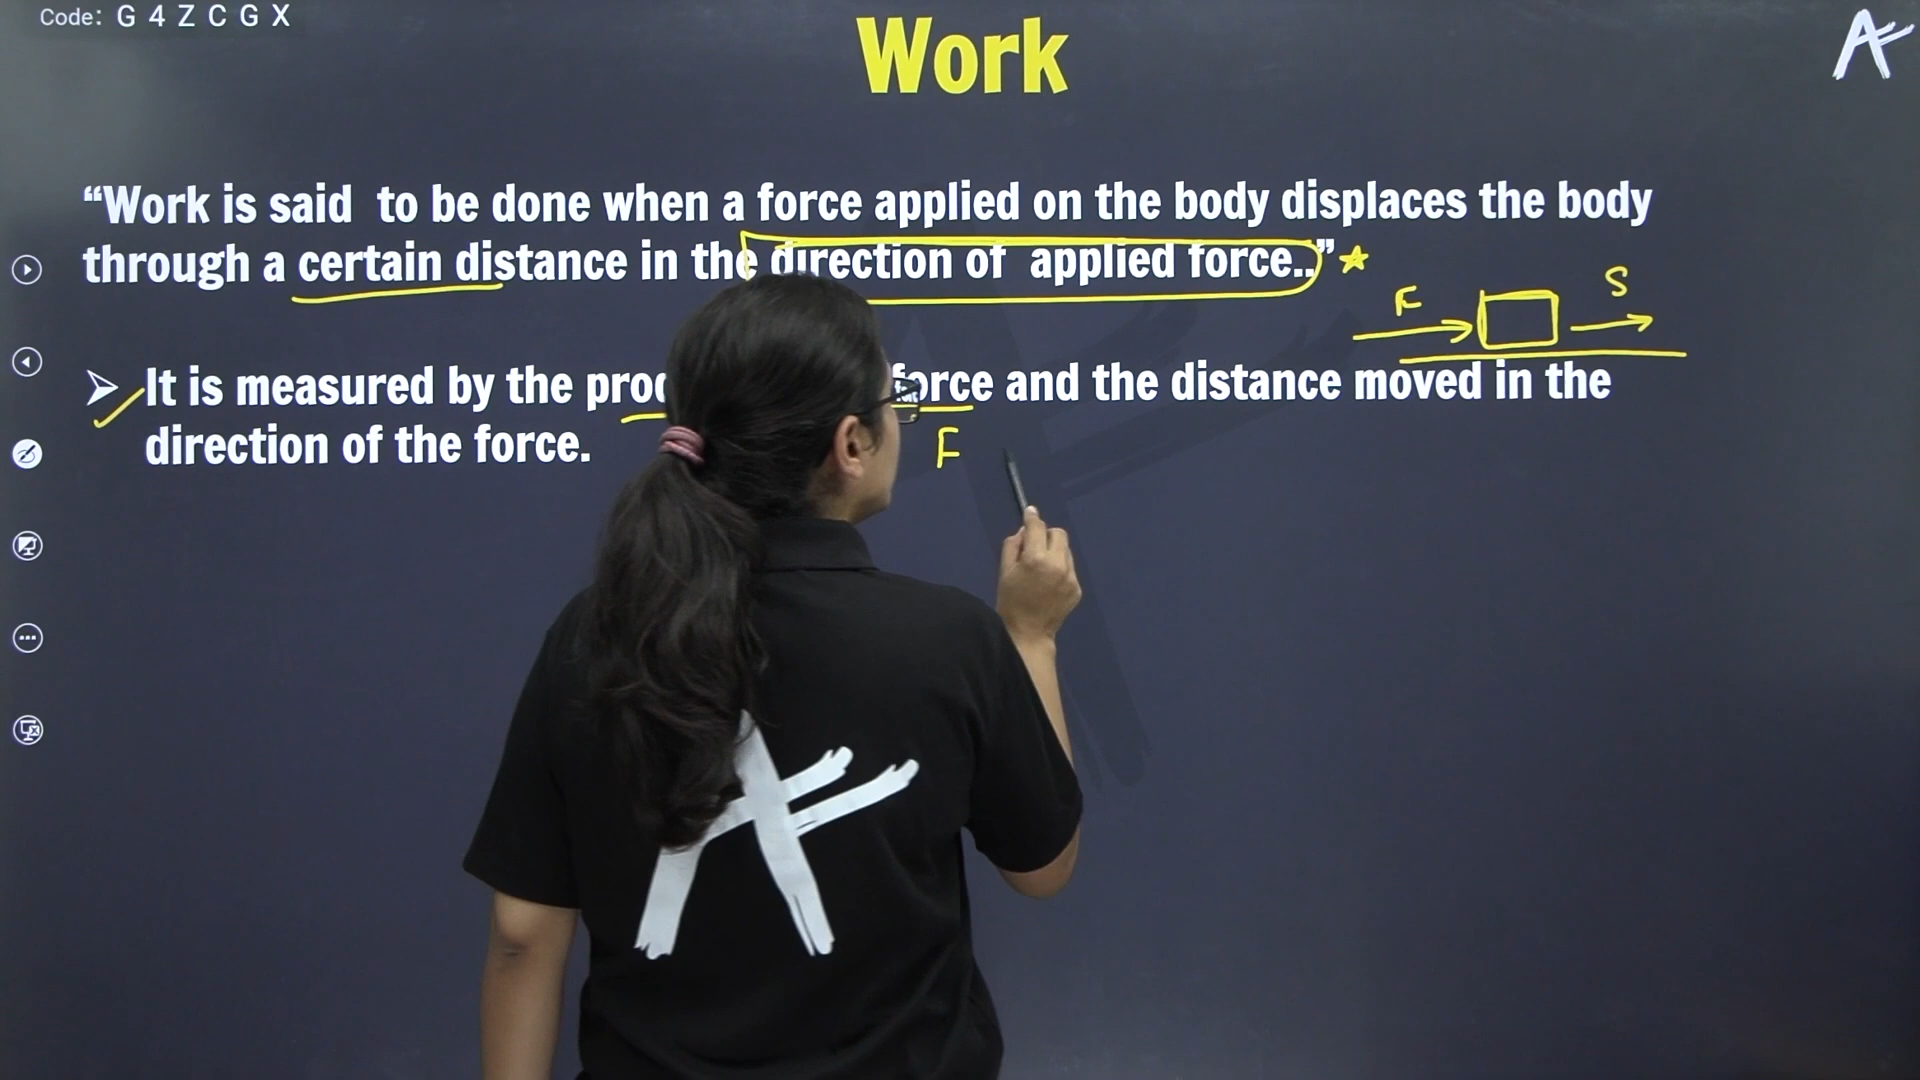 Code: G 4 Z C G X
Work
“Work is said to be done when a force applied on the body displaces the body
through a certain distance in the direction of applied force..”
F S
It is measured by the force and the distance moved in the
direction of the force.
F